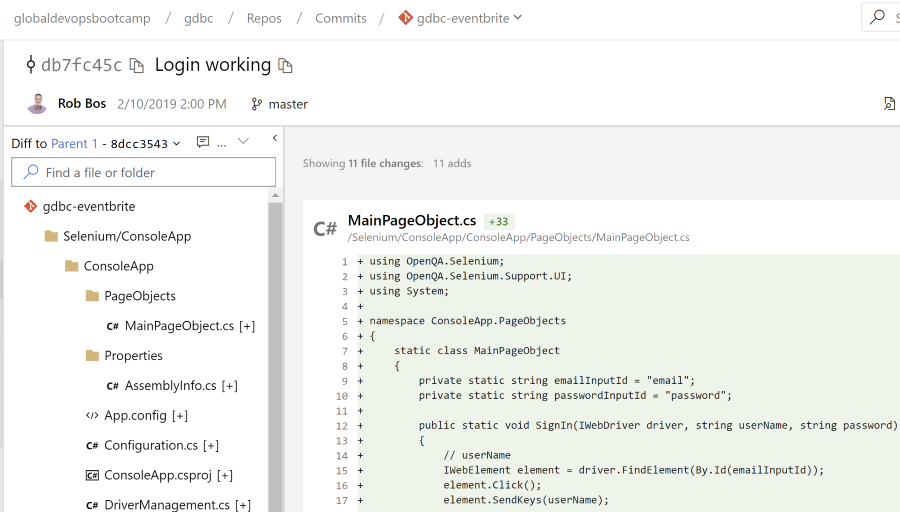 globaldevopsbootcamp / gdbc / Repos / Commits / gdbc-eventbrite
db7fc45c Login working
Rob Bos 2/10/2019 2:00 PM master
Diff to Parent 1 - 8dcc3543 ...
Find a file or folder
gdbc-eventbrite
Selenium/ConsoleApp
ConsoleApp
PageObjects
C# MainPageObject.cs [+]
Properties
C# AssemblyInfo.cs [+]
</> App.config [+]
C# Configuration.cs [+]
C# ConsoleApp.csproj [+]
C# DriverManagement.cs [+]
Showing 11 file changes: 11 adds
C# MainPageObject.cs +33
/Selenium/ConsoleApp/ConsoleApp/PageObjects/MainPageObject.cs
1 + using OpenQA.Selenium;
2 + using OpenQA.Selenium.Support.UI;
3 + using System;
4 +
5 + namespace ConsoleApp.PageObjects
6 + {
7 + static class MainPageObject
8 + {
9 + private static string emailInputId = "email";
10 + private static string passwordInputId = "password";
11 +
12 + public static void SignIn(IWebDriver driver, string userName, string password)
13 + {
14 + // userName
15 + IWebElement element = driver.FindElement(By.Id(emailInputId));
16 + element.Click();
17 + element.SendKeys(userName);